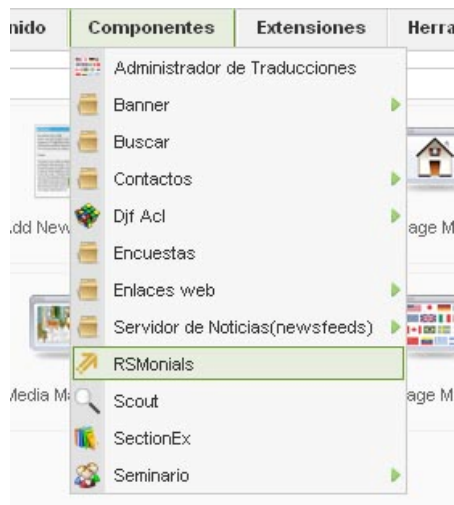 nido Componentes Extensiones Herra
Administrador de Traducciones
Banner
Buscar
Contactos
Djf Acl
dd New
age M
Encuestas
Enlaces web
Servidor de Noticias(newsfeeds)
RSMonials
Media Ma
Scout
age M
SectionEx
Seminario